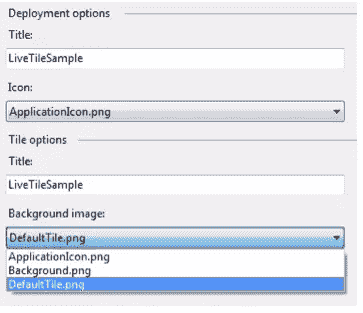 Deployment options
Title:
LiveTileSample
Icon:
ApplicationIcon.png
Tile options
Title:
LiveTileSample
Background image:
DefaultTile.png
ApplicationIcon.png
Background.png
DefaultTile.png